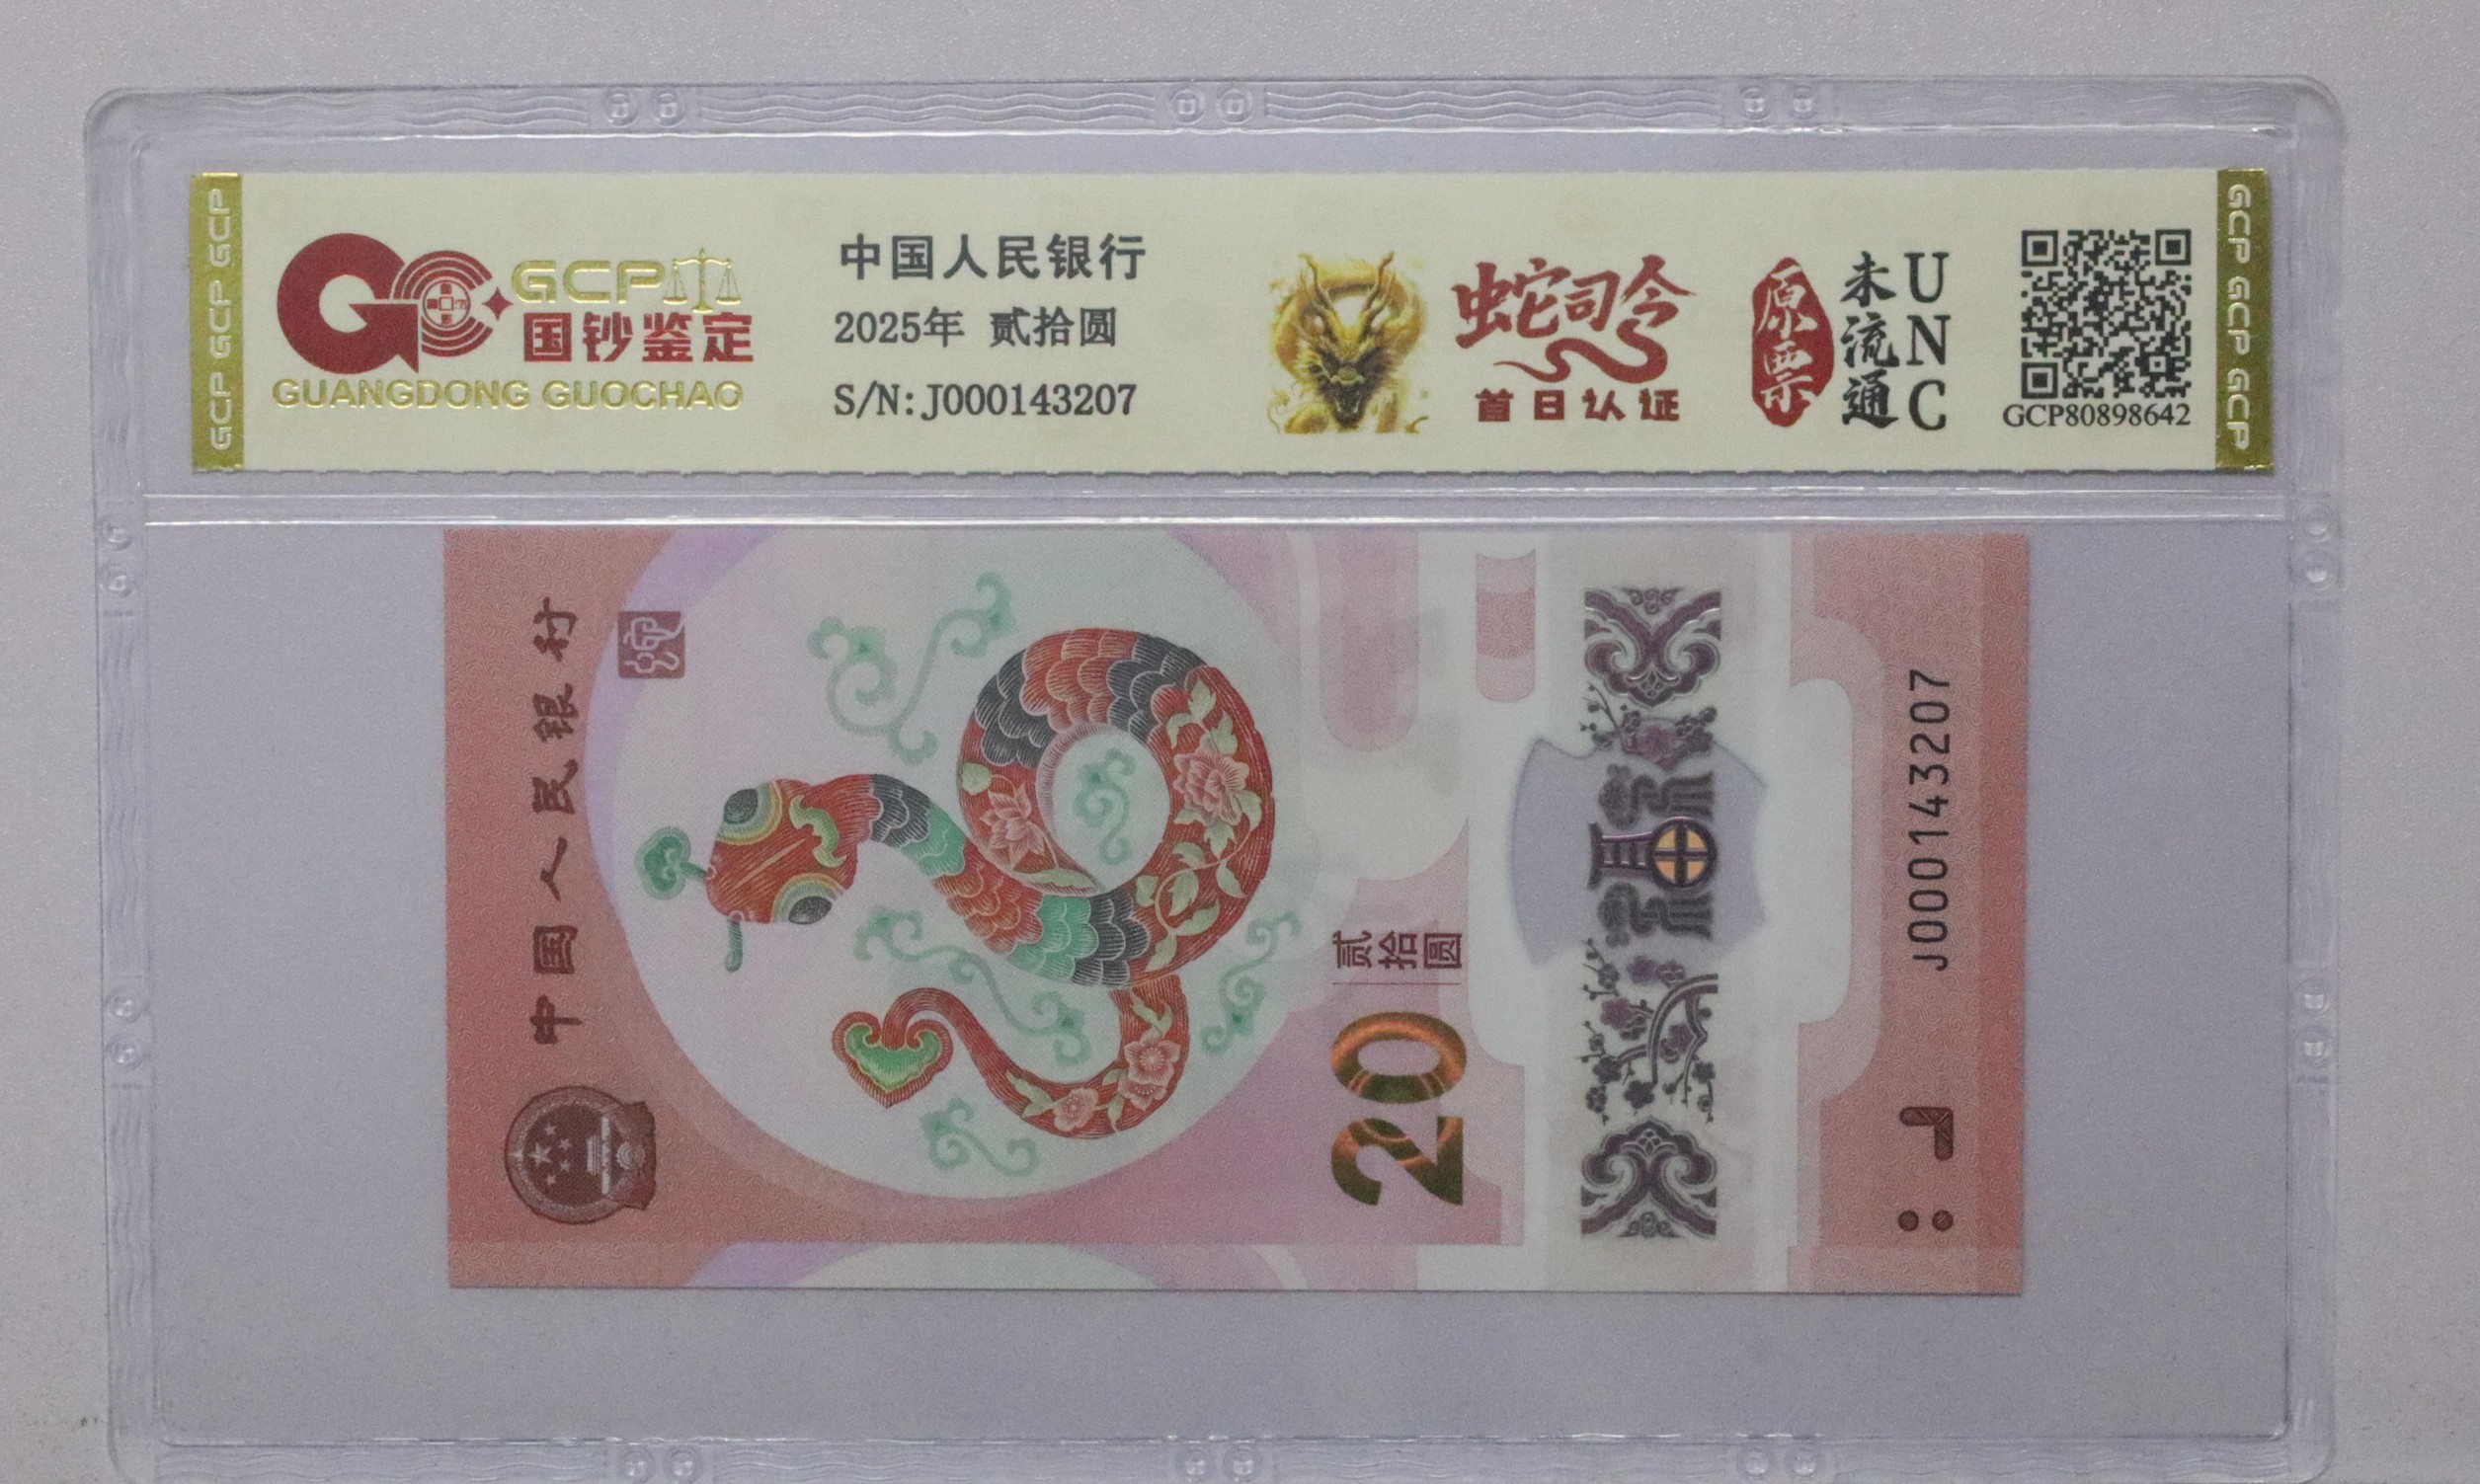 GCP GCP GCP
GCP
国钞鉴定
GUANGDONG GUOCHAO
中国人民银行
2025年 贰拾圆
S/N:J000143207
蛇司令
首日认证
原票
未流通
UNC
GCP80898642
GCP GCP GCP
中国人民银行
蛇
20
贰拾圆
J000143207